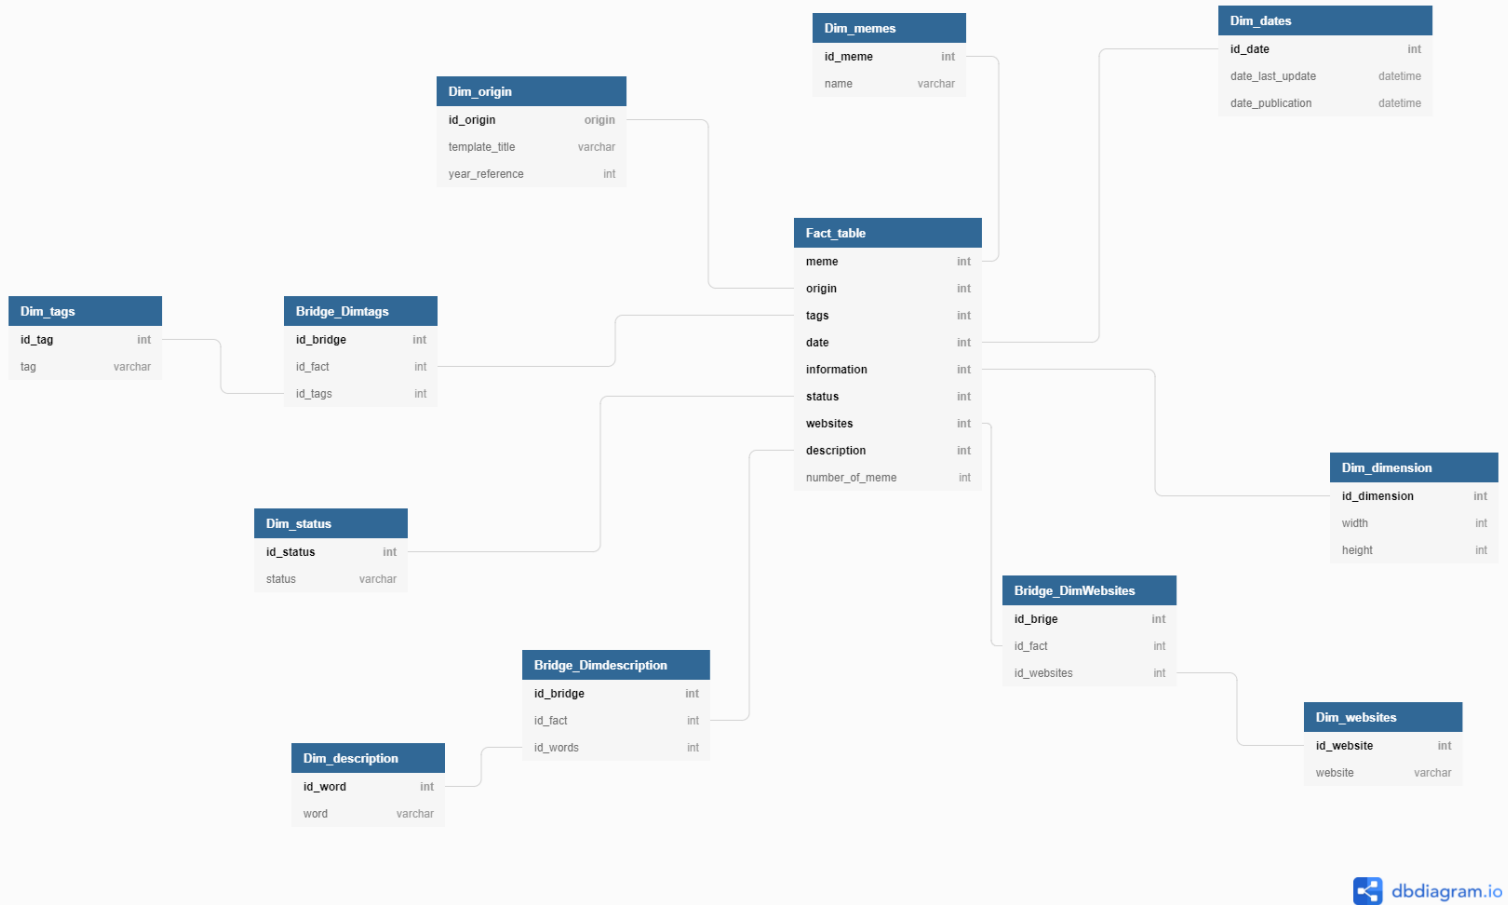 Dim_memes
id_meme int
name varchar
Dim_dates
id_date int
date_last_update datetime
date_publication datetime
Dim_origin
id_origin origin
template_title varchar
year_reference int
Fact_table
meme int
origin int
tags int
date int
information int
status int
websites int
description int
number_of_meme int
Dim_tags
id_tag int
tag varchar
Bridge_Dimtags
id_bridge int
id_fact int
id_tags int
Dim_status
id_status int
status varchar
Dim_dimension
id_dimension int
width int
height int
Bridge_DimWebsites
id_brige int
id_fact int
id_websites int
Bridge_Dimdescription
id_bridge int
id_fact int
id_words int
Dim_websites
id_website int
website varchar
Dim_description
id_word int
word varchar
dbdiagram.io